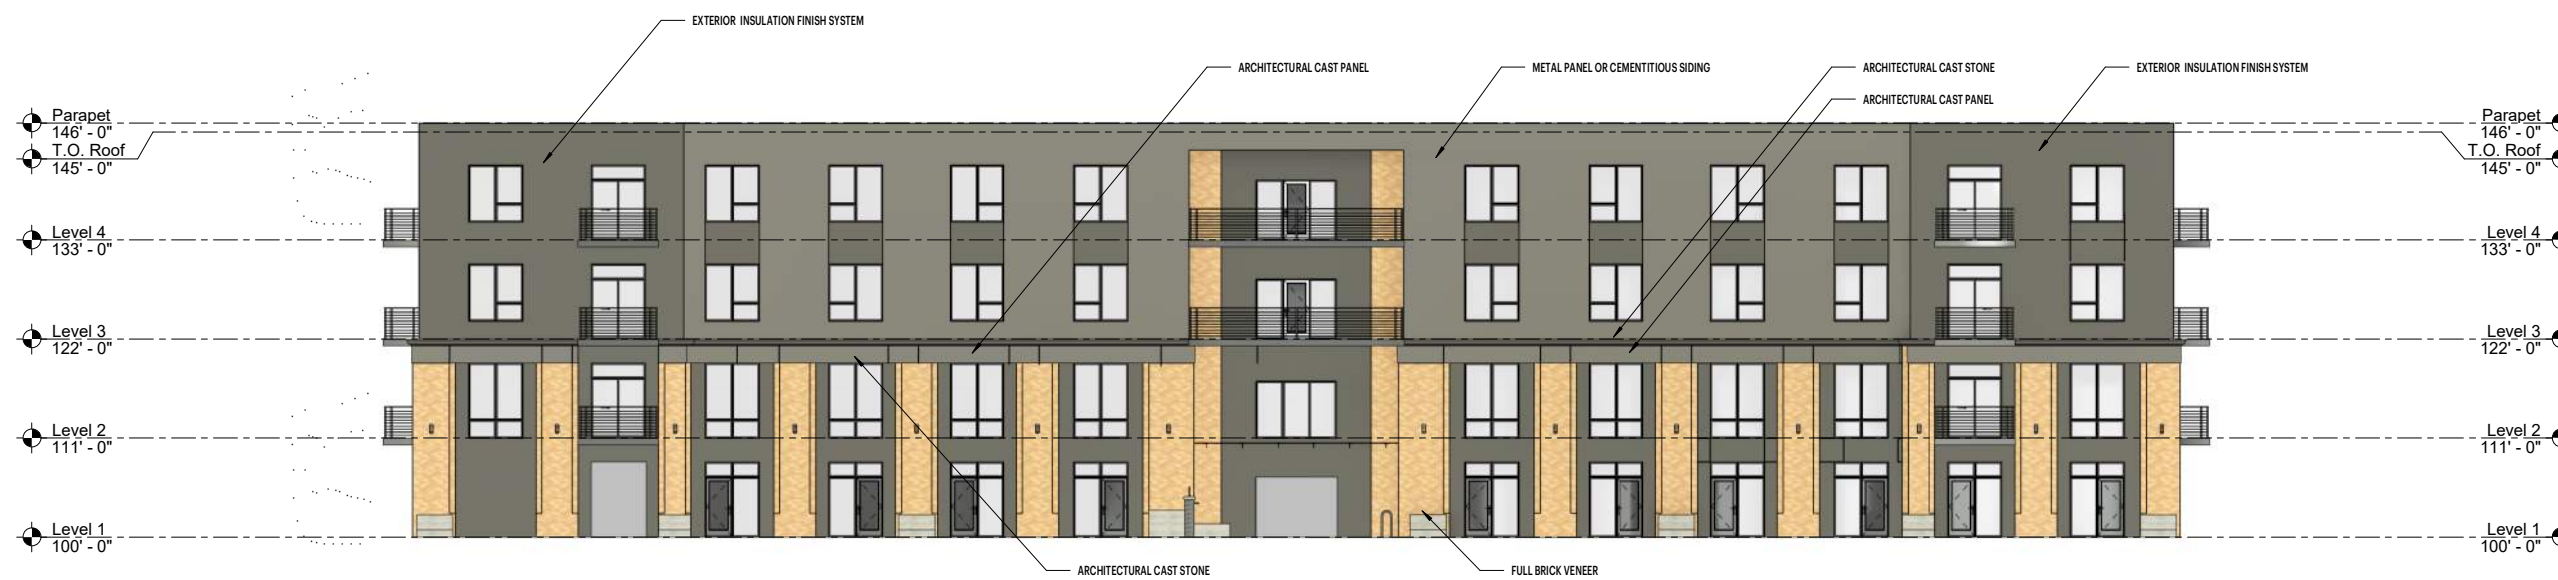 EXTERIOR INSULATION FINISH SYSTEM
ARCHITECTURAL CAST PANEL
METAL PANEL OR CEMENTITIOUS SIDING
ARCHITECTURAL CAST STONE
EXTERIOR INSULATION FINISH SYSTEM
ARCHITECTURAL CAST PANEL
Parapet
146' - 0"
T.O. Roof
145' - 0"
Level 4
133' - 0"
Level 3
122' - 0"
Level 2
111' - 0"
Level 1
100' - 0"
Parapet
146' - 0"
T.O. Roof
145' - 0"
Level 4
133' - 0"
Level 3
122' - 0"
Level 2
111' - 0"
Level 1
100' - 0"
ARCHITECTURAL CAST STONE
FULL BRICK VENEER